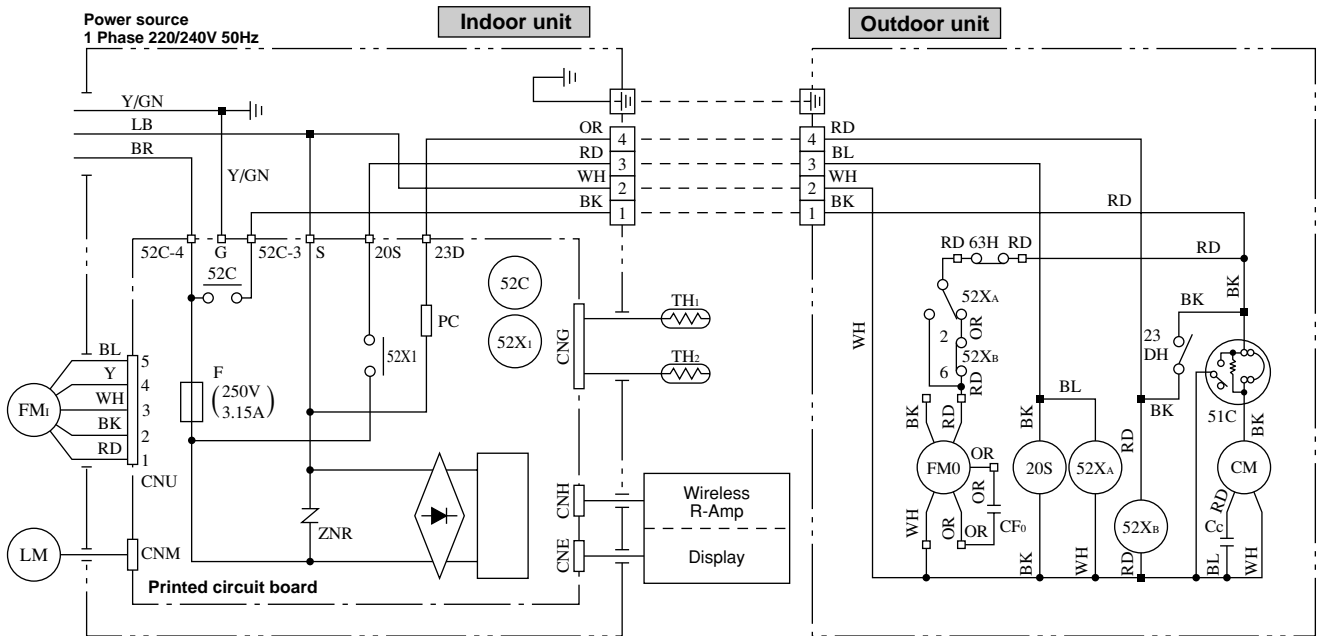 Power source
1 Phase 220/240V 50Hz
Indoor unit
Outdoor unit
Y/GN
LB
BR
Y/GN
OR
RD
WH
BK
4
3
2
1
4
3
2
1
RD
BL
WH
BK
RD
52C-4
G
52C-3
S
20S
23D
52C
52C
52X1
PC
52X1
CNG
TH1
TH2
F
(250V
3.15A)
BL
Y
WH
BK
RD
5
4
3
2
1
FMI
CNU
LM
CNM
ZNR
CNH
CNE
Wireless
R-Amp
Display
Printed circuit board
RD
63H
RD
RD
52XA
OR
2
52XB
6
RD
BK
RD
WH
FM0
OR
OR
CF0
WH
OR
OR
BL
BK
20S
52XA
BK
WH
RD
52XB
RD
BK
BK
23
DH
BK
51C
BK
CM
RD
Cc
BL
WH